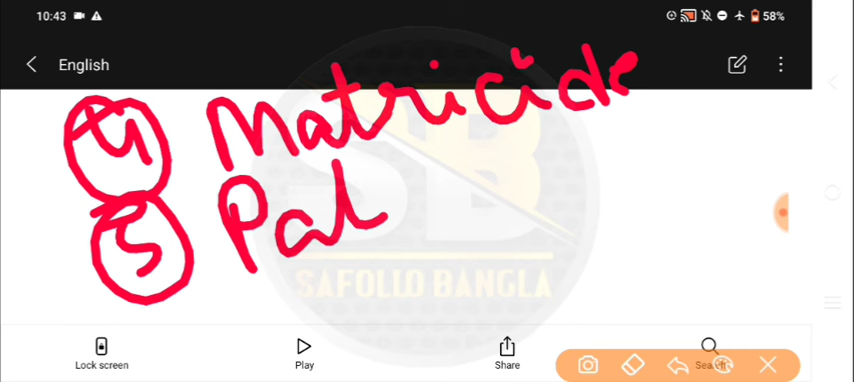 10:43 58%
English
4 Matricide
5 Pal
SB
SAFOLLO BANGLA
Lock screen Play Share Search